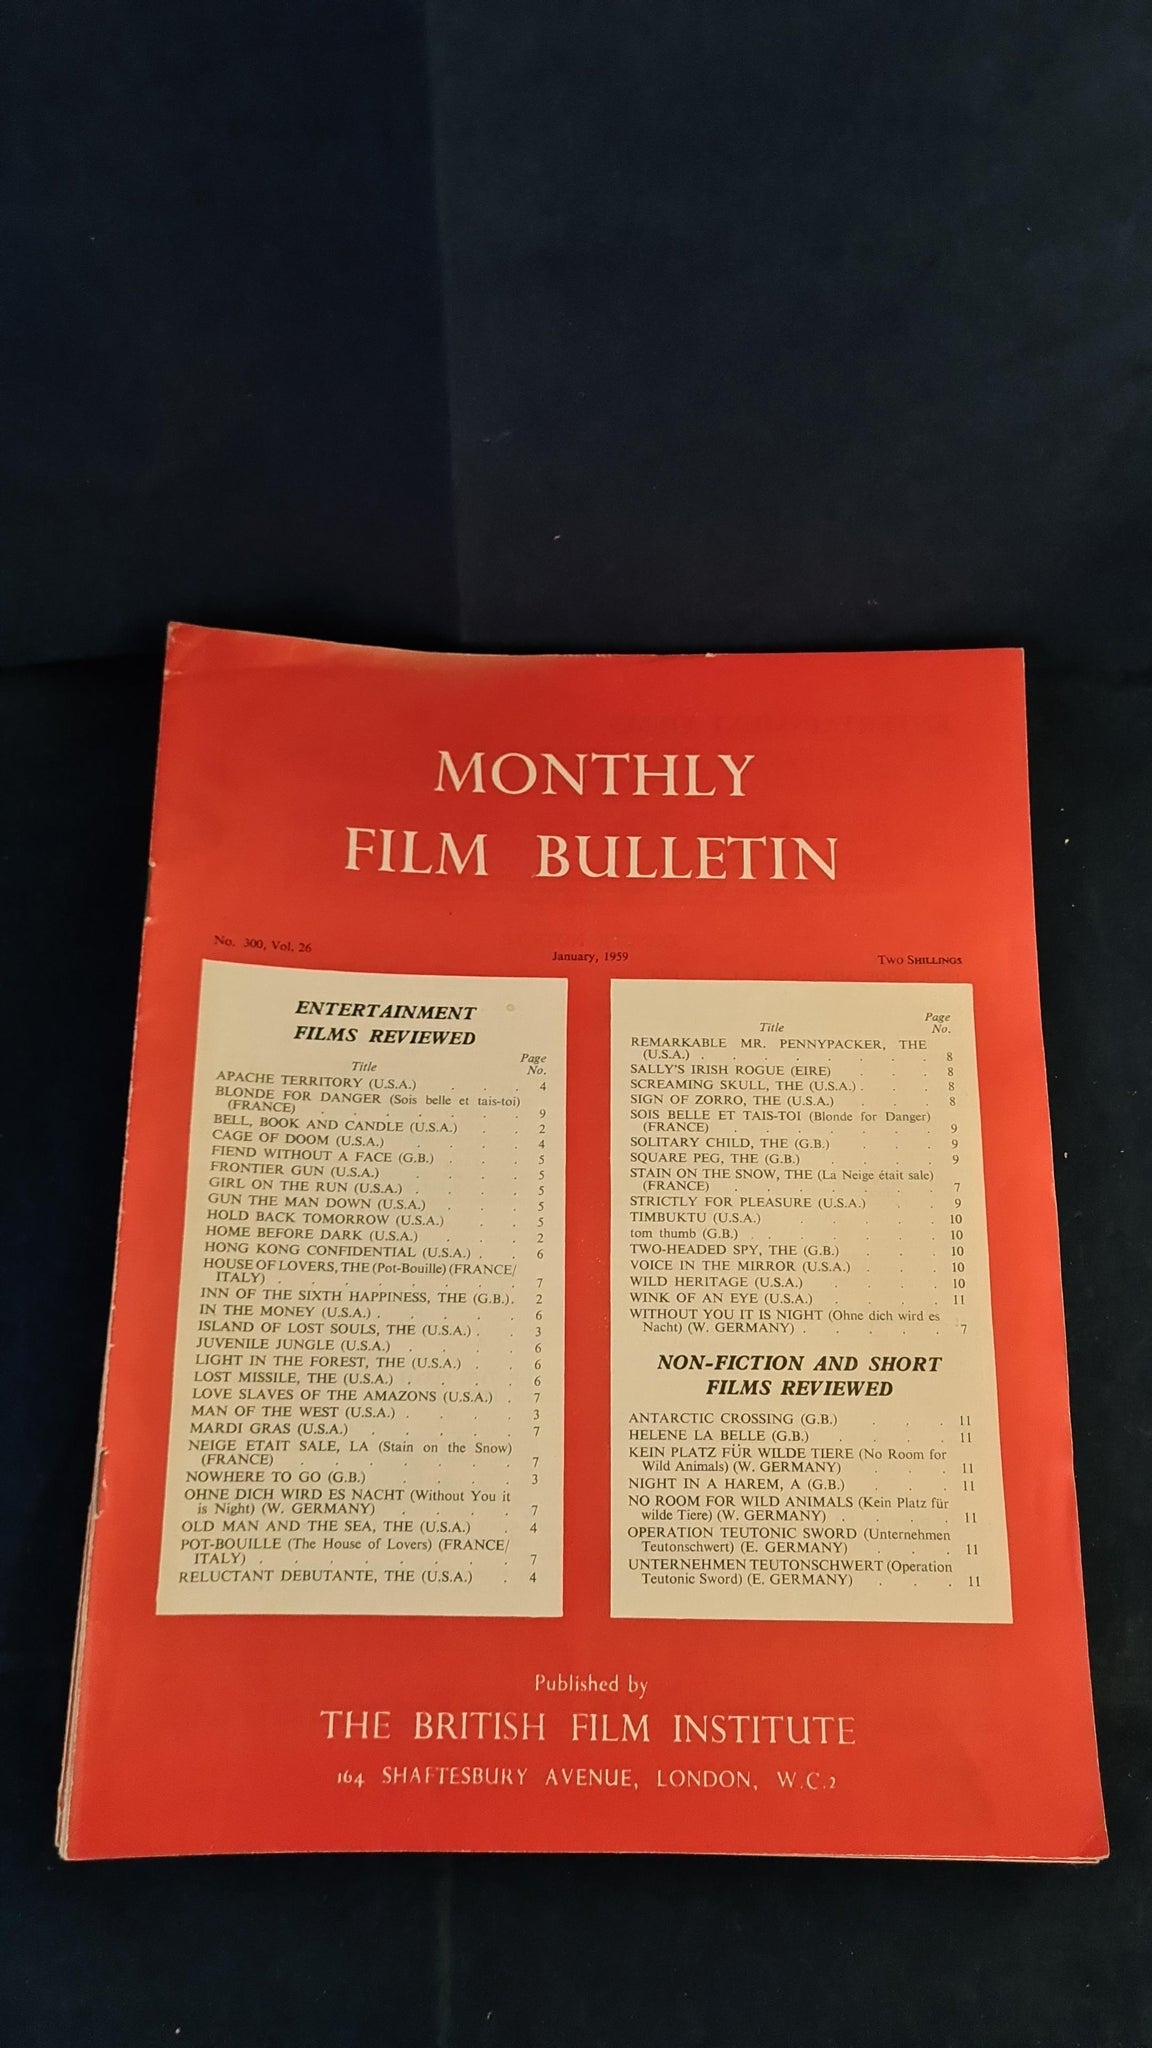 MONTHLY
FILM BULLETIN
No. 300, Vol. 26
January, 1959
TWO SHILLINGS
ENTERTAINMENT
FILMS REVIEWED
Title
Page
No.
APACHE TERRITORY (U.S.A.) . . . 4
BLONDE FOR DANGER (Sois belle et tais-toi)
(FRANCE) . . . . . . . 9
BELL, BOOK AND CANDLE (U.S.A.) . . 2
CAGE OF DOOM (U.S.A.) . . . . 4
FIEND WITHOUT A FACE (G.B.) . . . 5
FRONTIER GUN (U.S.A.) . . . . 5
GIRL ON THE RUN (U.S.A.) . . . . 5
GUN THE MAN DOWN (U.S.A.) . . . 5
HOLD BACK TOMORROW (U.S.A.) . . 5
HOME BEFORE DARK (U.S.A.) . . . 2
HONG KONG CONFIDENTIAL (U.S.A.) . . 6
HOUSE OF LOVERS, THE (Pot-Bouille) (FRANCE/
ITALY) . . . . . . . . 7
INN OF THE SIXTH HAPPINESS, THE (G.B.). 2
IN THE MONEY (U.S.A.) . . . . . 6
ISLAND OF LOST SOULS, THE (U.S.A.) . . 3
JUVENILE JUNGLE (U.S.A.) . . . . 6
LIGHT IN THE FOREST, THE (U.S.A.) . . 6
LOST MISSILE, THE (U.S.A.) . . . . 6
LOVE SLAVES OF THE AMAZONS (U.S.A.) . 7
MAN OF THE WEST (U.S.A.) . . . . 3
MARDI GRAS (U.S.A.) . . . . . 7
NEIGE ETAIT SALE, LA (Stain on the Snow)
(FRANCE) . . . . . . . 7
NOWHERE TO GO (G.B.) . . . . 3
OHNE DICH WIRD ES NACHT (Without You it
is Night) (W. GERMANY) . . . . 7
OLD MAN AND THE SEA, THE (U.S.A.) . 4
POT-BOUILLE (The House of Lovers) (FRANCE/
ITALY) . . . . . . . . 7
RELUCTANT DEBUTANTE, THE (U.S.A.) . 4
Title
Page
No.
REMARKABLE MR. PENNYPACKER, THE
(U.S.A.) . . . . . . . 8
SALLY'S IRISH ROGUE (EIRE) . . . 8
SCREAMING SKULL, THE (U.S.A.) . . . 8
SIGN OF ZORRO, THE (U.S.A.) . . . 8
SOIS BELLE ET TAIS-TOI (Blonde for Danger)
(FRANCE) . . . . . . . 9
SOLITARY CHILD, THE (G.B.) . . . 9
SQUARE PEG, THE (G.B.) . . . . 9
STAIN ON THE SNOW, THE (La Neige était sale)
(FRANCE) . . . . . . . 7
STRICTLY FOR PLEASURE (U.S.A.) . . 9
TIMBUKTU (U.S.A.) . . . . . 10
tom thumb (G.B.) . . . . . . 10
TWO-HEADED SPY, THE (G.B.) . . . 10
VOICE IN THE MIRROR (U.S.A.) . . . 10
WILD HERITAGE (U.S.A.) . . . . 10
WINK OF AN EYE (U.S.A.) . . . . 11
WITHOUT YOU IT IS NIGHT (Ohne dich wird es
Nacht) (W. GERMANY) . . . . . 7
NON-FICTION AND SHORT
FILMS REVIEWED
ANTARCTIC CROSSING (G.B.) . . . 11
HELENE LA BELLE (G.B.) . . . . 11
KEIN PLATZ FÜR WILDE TIERE (No Room for
Wild Animals) (W. GERMANY) . . . 11
NIGHT IN A HAREM, A (G.B.) . . . 11
NO ROOM FOR WILD ANIMALS (Kein Platz für
wilde Tiere) (W. GERMANY) . . . . 11
OPERATION TEUTONIC SWORD (Unternehmen
Teutonschwert) (E. GERMANY) . . . 11
UNTERNEHMEN TEUTONSCHWERT (Operation
Teutonic Sword) (E. GERMANY) . . . 11
Published by
THE BRITISH FILM INSTITUTE
164 SHAFTESBURY AVENUE, LONDON, W.C.2